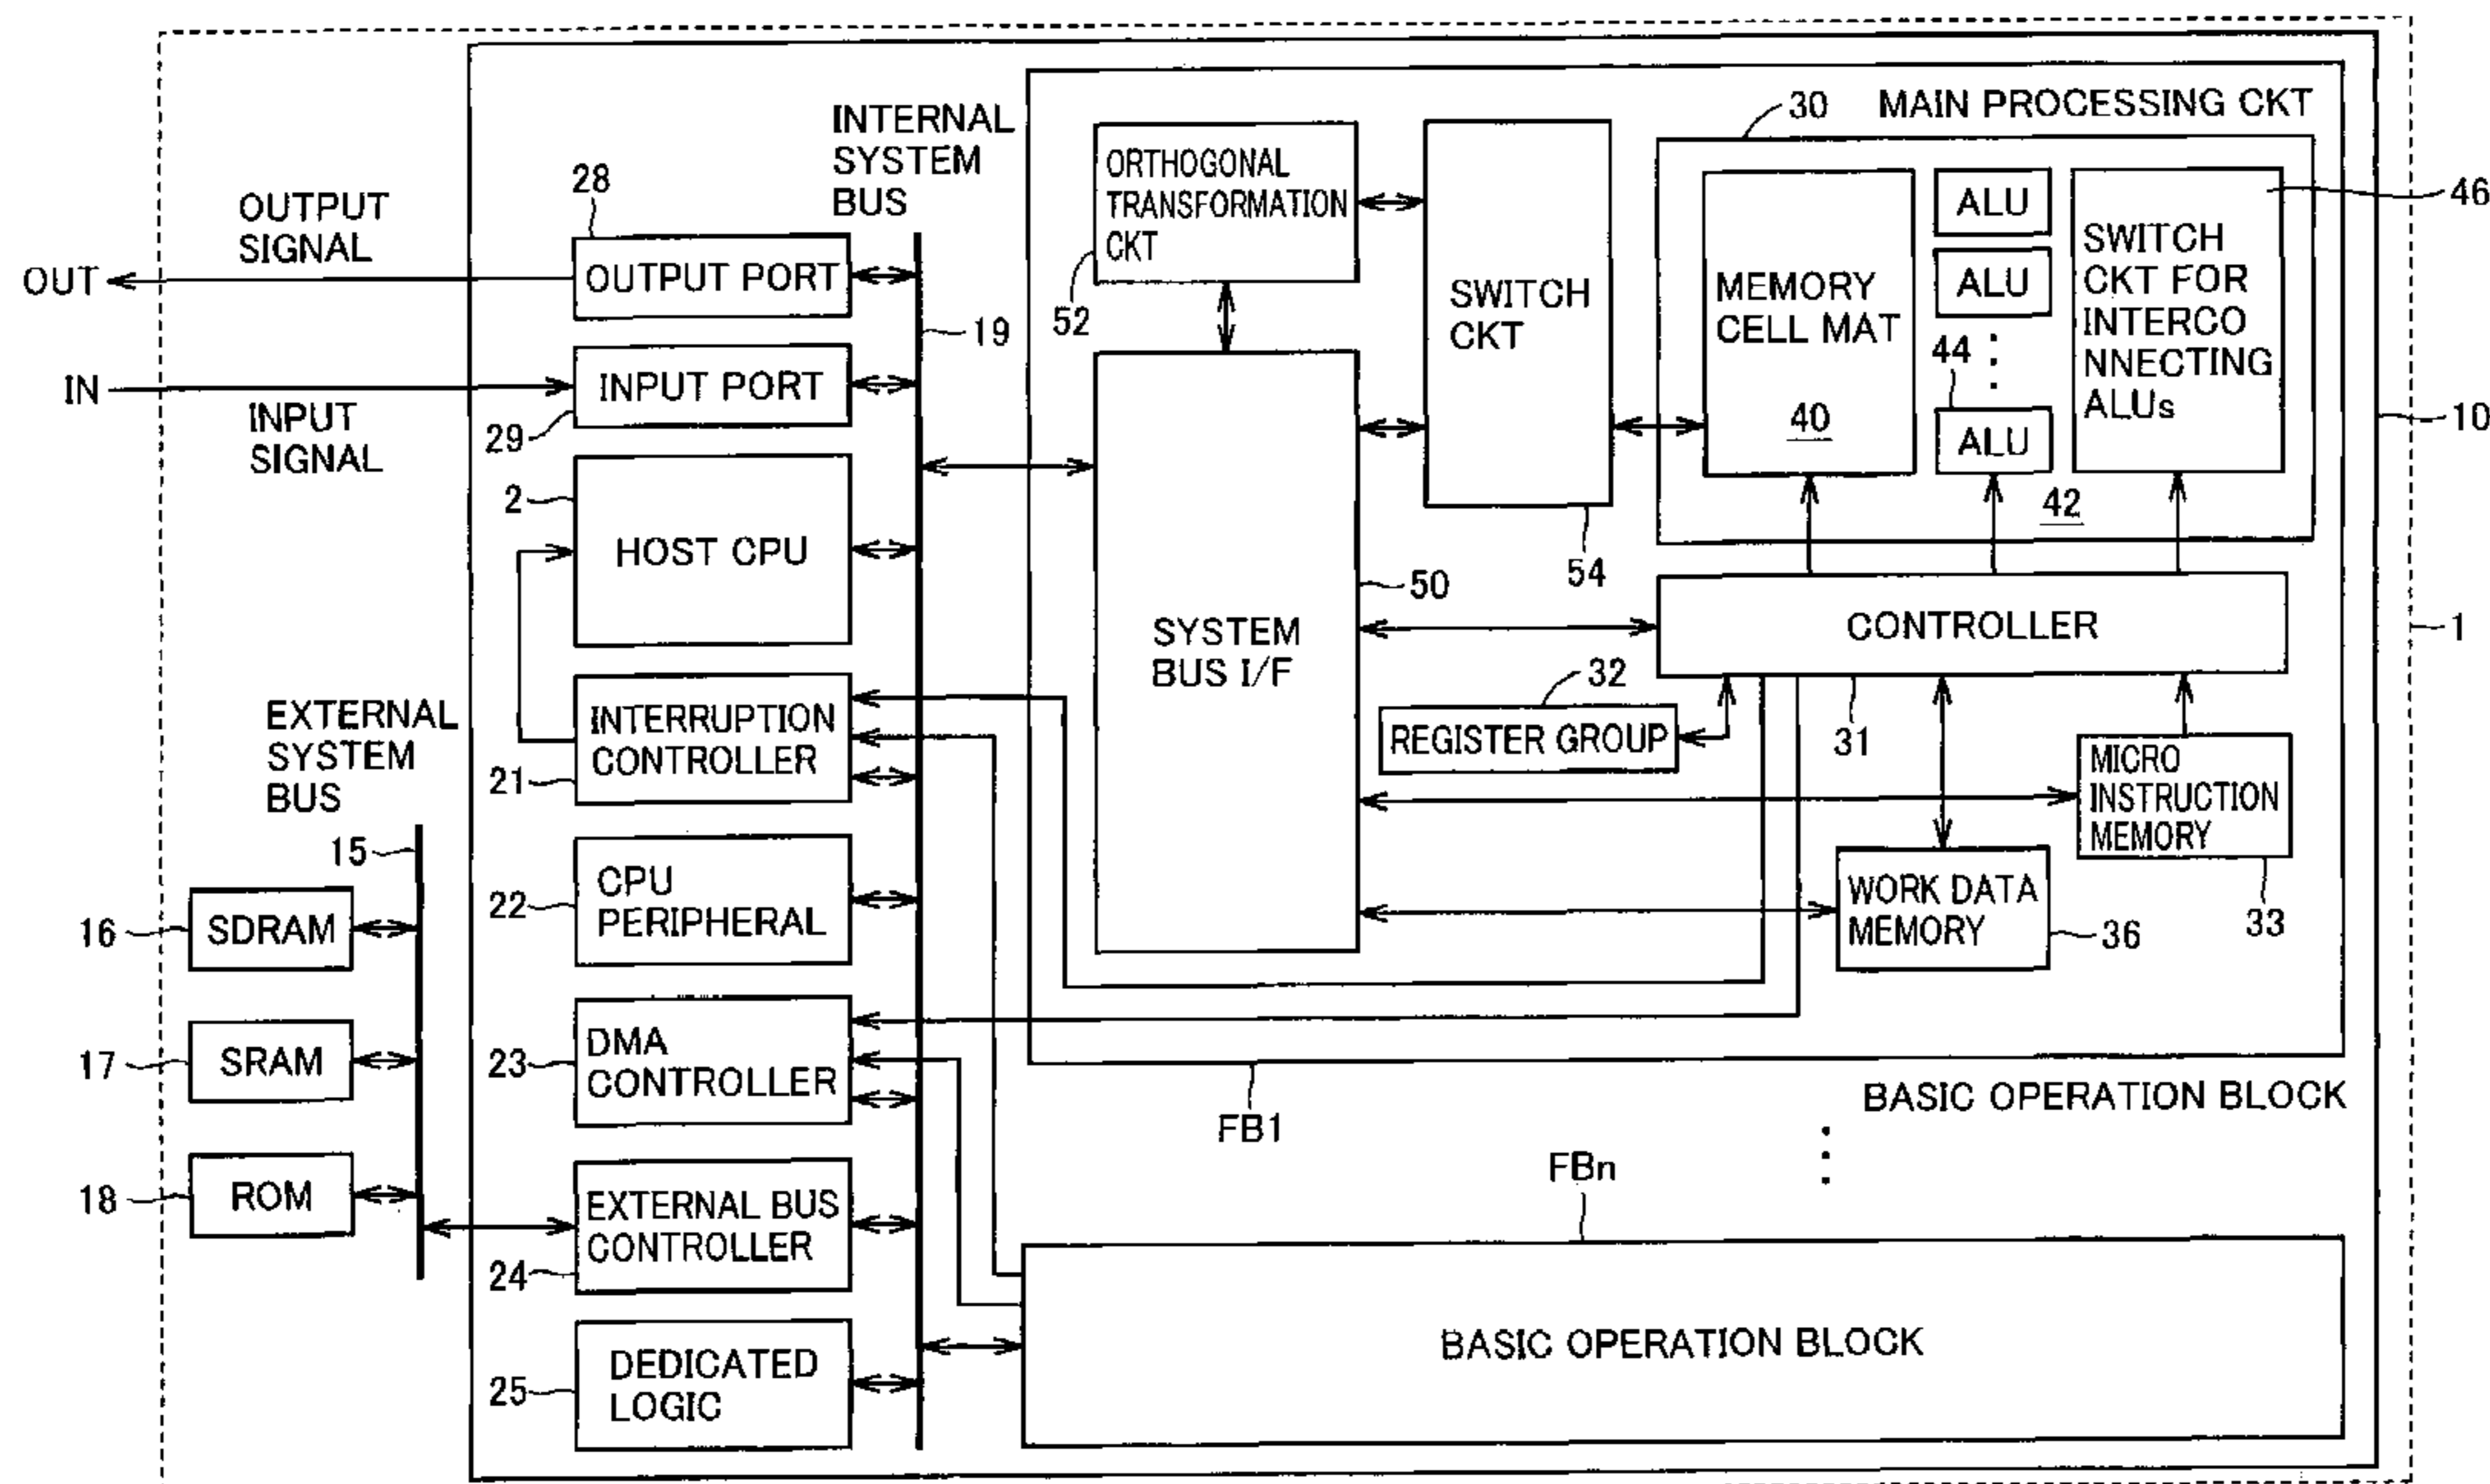 30
MAIN PROCESSING CKT
INTERNAL
SYSTEM
BUS
ORTHOGONAL
TRANSFORMATION
CKT
52
SWITCH
CKT
54
MEMORY
CELL MAT
40
ALU
ALU
44
ALU
42
SWITCH
CKT FOR
INTERCO
NNECTING
ALUs
46
10
1
28
OUTPUT
SIGNAL
OUT
OUTPUT PORT
19
IN
INPUT PORT
INPUT
SIGNAL
29
2
HOST CPU
50
SYSTEM
BUS I/F
CONTROLLER
32
REGISTER GROUP
31
MICRO
INSTRUCTION
MEMORY
33
WORK DATA
MEMORY
36
INTERRUPTION
CONTROLLER
21
EXTERNAL
SYSTEM
BUS
15
CPU
PERIPHERAL
22
16
SDRAM
17
SRAM
18
ROM
DMA
CONTROLLER
23
FB1
BASIC OPERATION BLOCK
EXTERNAL BUS
CONTROLLER
24
FBn
BASIC OPERATION BLOCK
DEDICATED
LOGIC
25